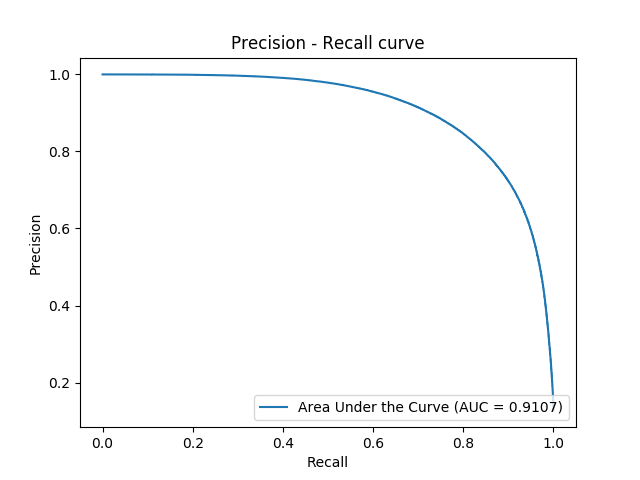 Precision - Recall curve
Precision
1.0
0.8
0.6
0.4
0.2
Area Under the Curve (AUC = 0.9107)
0.0 0.2 0.4 0.6 0.8 1.0
Recall